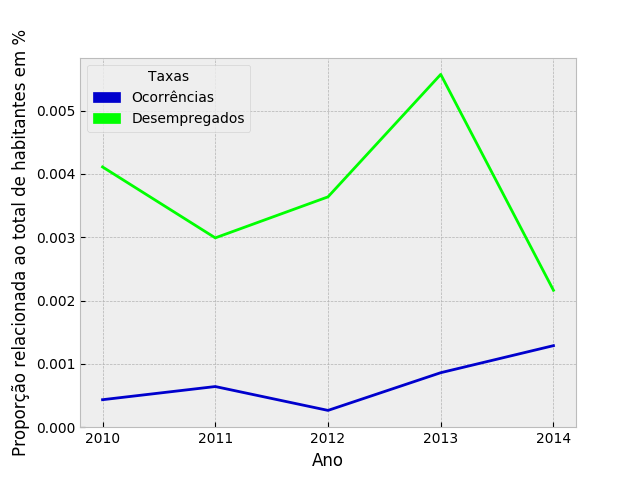 Proporção relacionada ao total de habitantes em %
Taxas
Ocorrências
Desempregados
0.005
0.004
0.003
0.002
0.001
0.000
2010 2011 2012 2013 2014
Ano